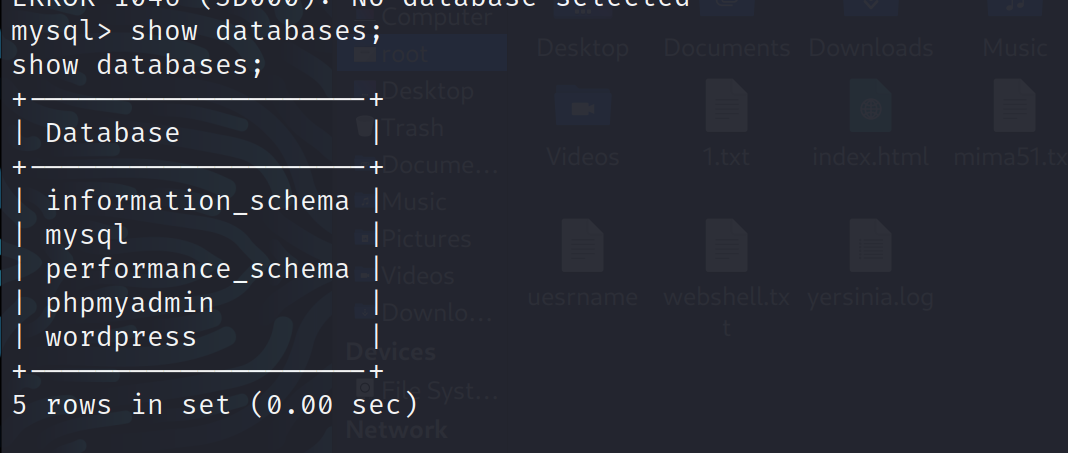 ERROR 1046 (3D000): No database selected
mysql> show databases;
show databases;
+--------------------+
| Database           |
+--------------------+
| information_schema |
| mysql              |
| performance_schema |
| phpmyadmin         |
| wordpress          |
+--------------------+
5 rows in set (0.00 sec)
Computer
root
Desktop
Trash
Docume...
Music
Pictures
Videos
Downlo...
Devices
File Syst...
Network
Desktop
Documents
Downloads
Music
Videos
1.txt
index.html
mima51.tx
uesrname
webshell.tx
t
yersinia.log